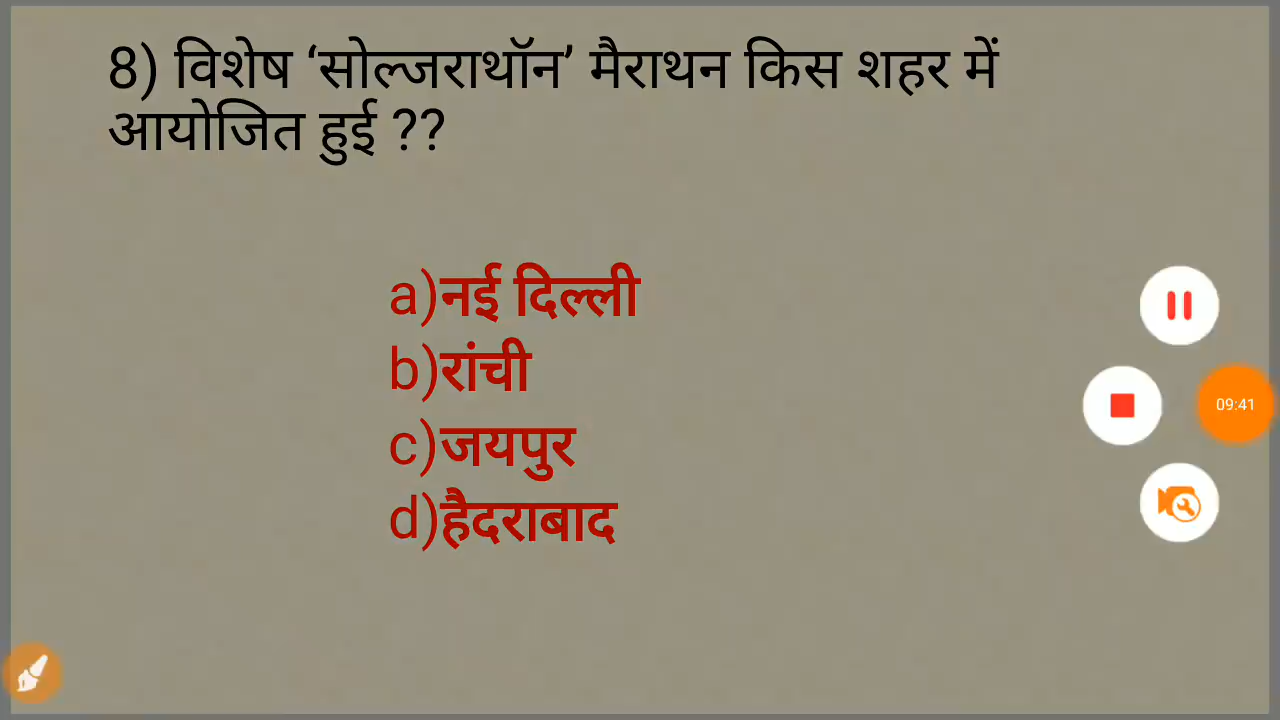 8) विशेष ‘सोल्जराथॉन’ मैराथन किस शहर में
आयोजित हुई ??
a)नई दिल्ली
b)रांची
c)जयपुर
d)हैदराबाद
09:41